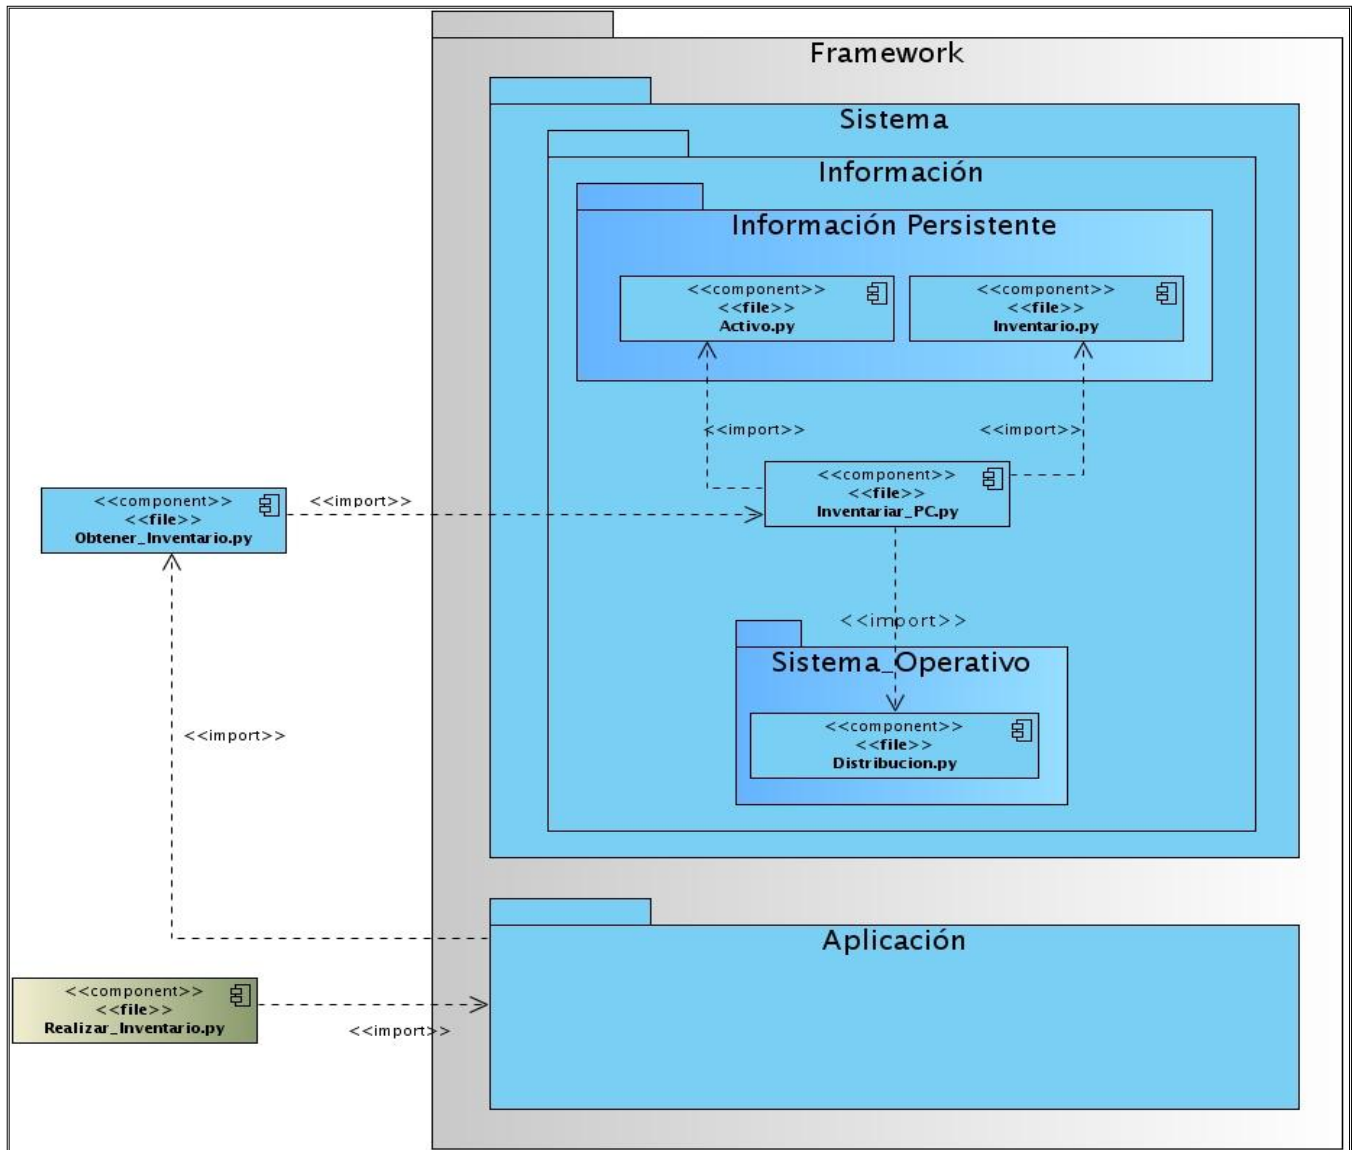 Framework
Sistema
Información
Información Persistente
<<component>>
<<file>>
Activo.py
<<component>>
<<file>>
Inventario.py
<<import>>
<<import>>
<<component>>
<<file>>
Inventariar_PC.py
<<component>>
<<file>>
Obtener_Inventario.py
<<import>>
<<import>>
Sistema_Operativo
<<component>>
<<file>>
Distribucion.py
<<import>>
Aplicación
<<component>>
<<file>>
Realizar_Inventario.py
<<import>>